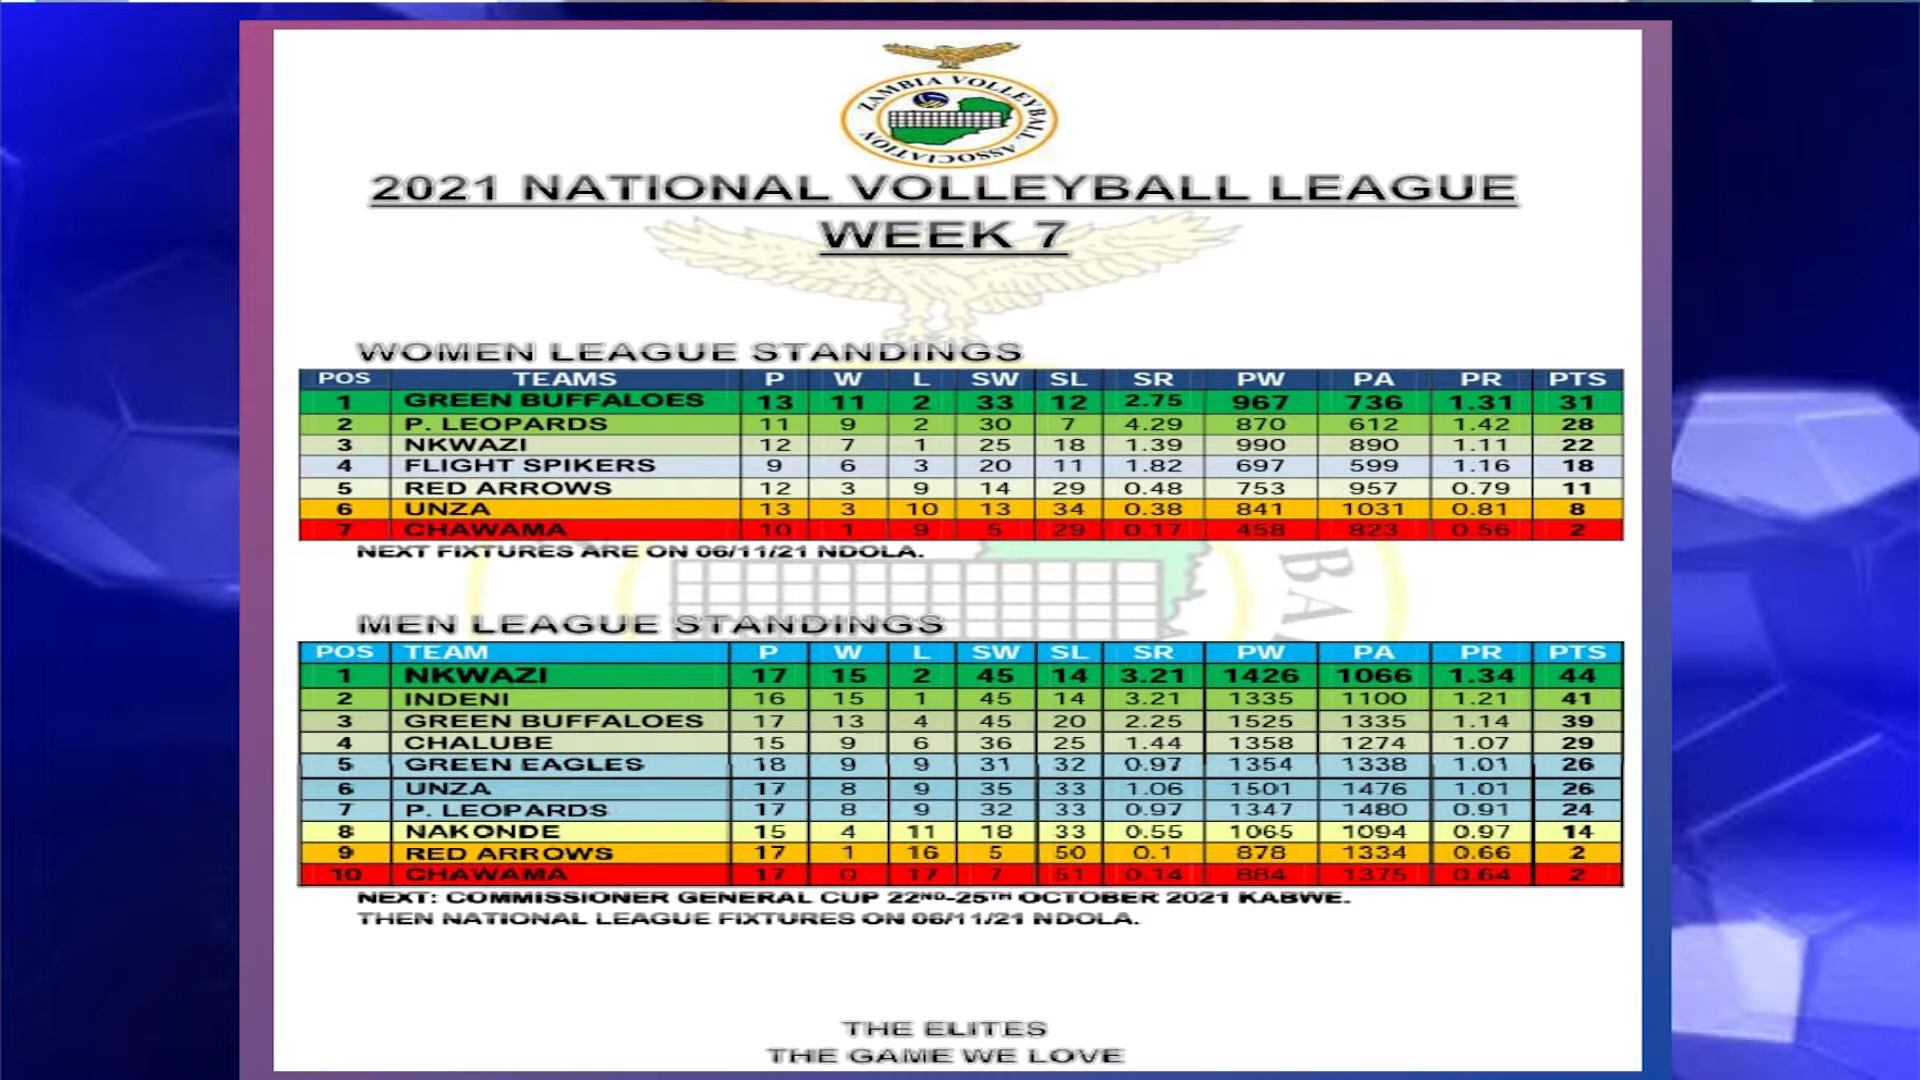 ZAMBIA VOLLEYBALL ASSOCIATION
2021 NATIONAL VOLLEYBALL LEAGUE
WEEK 7
WOMEN LEAGUE STANDINGS
POS TEAMS P W L SW SL SR PW PA PR PTS
1 GREEN BUFFALOES 13 11 2 33 12 2.75 967 736 1.31 31
2 P. LEOPARDS 11 9 2 30 7 4.29 870 612 1.42 28
3 NKWAZI 12 7 1 25 18 1.39 990 890 1.11 22
4 FLIGHT SPIKERS 9 6 3 20 11 1.82 697 599 1.16 18
5 RED ARROWS 12 3 9 14 29 0.48 753 957 0.79 11
6 UNZA 13 3 10 13 34 0.38 841 1031 0.81 8
7 CHAWAMA 10 1 9 5 29 0.17 458 823 0.56 2
NEXT FIXTURES ARE ON 06/11/21 NDOLA.
BA
MEN LEAGUE STANDINGS
POS TEAM P W L SW SL SR PW PA PR PTS
1 NKWAZI 17 15 2 45 14 3.21 1426 1066 1.34 44
2 INDENI 16 15 1 45 14 3.21 1335 1100 1.21 41
3 GREEN BUFFALOES 17 13 4 45 20 2.25 1525 1335 1.14 39
4 CHALUBE 15 9 6 36 25 1.44 1358 1274 1.07 29
5 GREEN EAGLES 18 9 9 31 32 0.97 1354 1338 1.01 26
6 UNZA 17 8 9 35 33 1.06 1501 1476 1.01 26
7 P. LEOPARDS 17 8 9 32 33 0.97 1347 1480 0.91 24
8 NAKONDE 15 4 11 18 33 0.55 1065 1094 0.97 14
9 RED ARROWS 17 1 16 5 50 0.1 878 1334 0.66 2
10 CHAWAMA 17 0 17 7 51 0.14 884 1375 0.64 2
NEXT: COMMISSIONER GENERAL CUP 22ND-25TH OCTOBER 2021 KABWE.
THEN NATIONAL LEAGUE FIXTURES ON 06/11/21 NDOLA.
THE ELITES
THE GAME WE LOVE